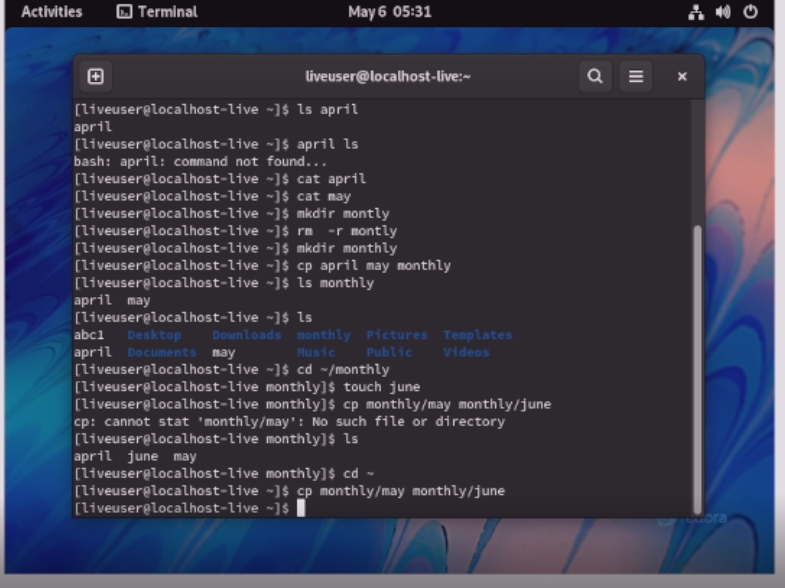 Activities Terminal May 6 05:31
liveuser@localhost-live:~
[liveuser@localhost-live ~]$ ls april
april
[liveuser@localhost-live ~]$ april ls
bash: april: command not found...
[liveuser@localhost-live ~]$ cat april
[liveuser@localhost-live ~]$ cat may
[liveuser@localhost-live ~]$ mkdir montly
[liveuser@localhost-live ~]$ rm  -r montly
[liveuser@localhost-live ~]$ mkdir monthly
[liveuser@localhost-live ~]$ cp april may monthly
[liveuser@localhost-live ~]$ ls monthly
april  may
[liveuser@localhost-live ~]$ ls
abc1   Desktop    Downloads  monthly  Pictures  Templates
april  Documents  may        Music    Public    Videos
[liveuser@localhost-live ~]$ cd ~/monthly
[liveuser@localhost-live monthly]$ touch june
[liveuser@localhost-live monthly]$ cp monthly/may monthly/june
cp: cannot stat 'monthly/may': No such file or directory
[liveuser@localhost-live monthly]$ ls
april  june  may
[liveuser@localhost-live monthly]$ cd ~
[liveuser@localhost-live ~]$ cp monthly/may monthly/june
[liveuser@localhost-live ~]$
fedora